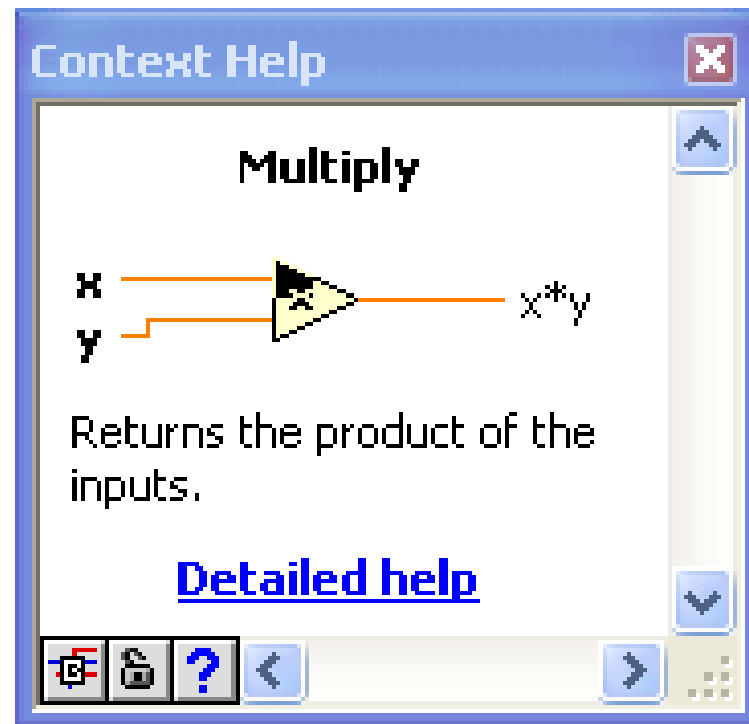 Context Help
Multiply
x
x*y
y
Returns the product of the
inputs.
Detailed help
?